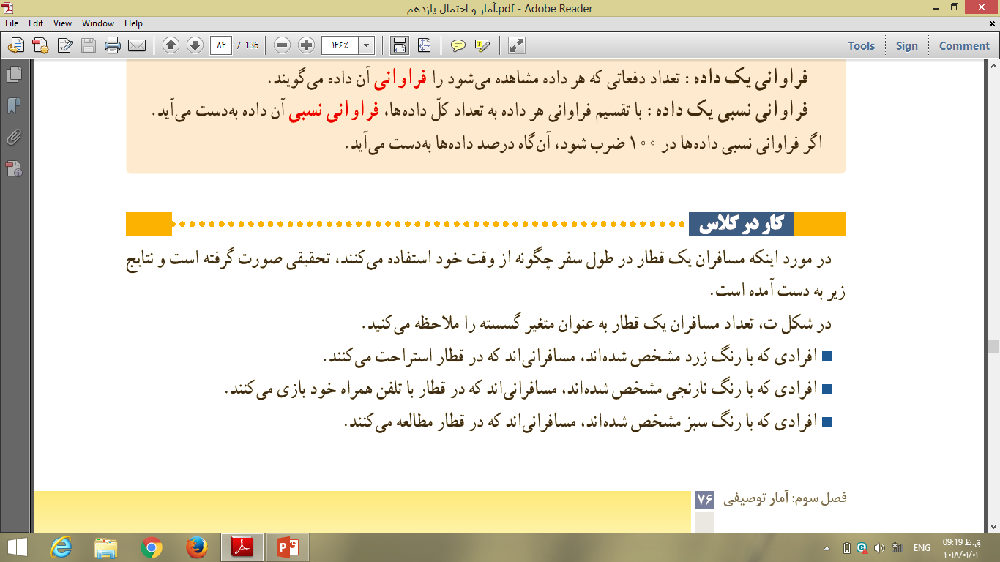 آمار و احتمال یازدهم.pdf - Adobe Reader
File Edit View Window Help
۸۴ / 136
۱۴۶٪
Tools Sign Comment
فراوانی یک داده : تعداد دفعاتی که هر داده مشاهده می‌شود را فراوانی آن داده می‌گویند.
فراوانی نسبی یک داده : با تقسیم فراوانی هر داده به تعداد کلّ داده‌ها، فراوانی نسبی آن داده به‌دست می‌آید.
اگر فراوانی نسبی داده‌ها در ۱۰۰ ضرب شود، آن‌گاه درصد داده‌ها به‌دست می‌آید.
کار در کلاس
در مورد اینکه مسافران یک قطار در طول سفر چگونه از وقت خود استفاده می‌کنند، تحقیقی صورت گرفته است و نتایج
زیر به دست آمده است.
در شکل ت، تعداد مسافران یک قطار به عنوان متغیر گسسته را ملاحظه می‌کنید.
افرادی که با رنگ زرد مشخص شده‌اند، مسافرانی‌اند که در قطار استراحت می‌کنند.
افرادی که با رنگ نارنجی مشخص شده‌اند، مسافرانی‌اند که در قطار با تلفن همراه خود بازی می‌کنند.
افرادی که با رنگ سبز مشخص شده‌اند، مسافرانی‌اند که در قطار مطالعه می‌کنند.
فصل سوم: آمار توصیفی ۷۶
ENG
09:19 ق.ظ
۲۰۱۸/۰۱/۰۲